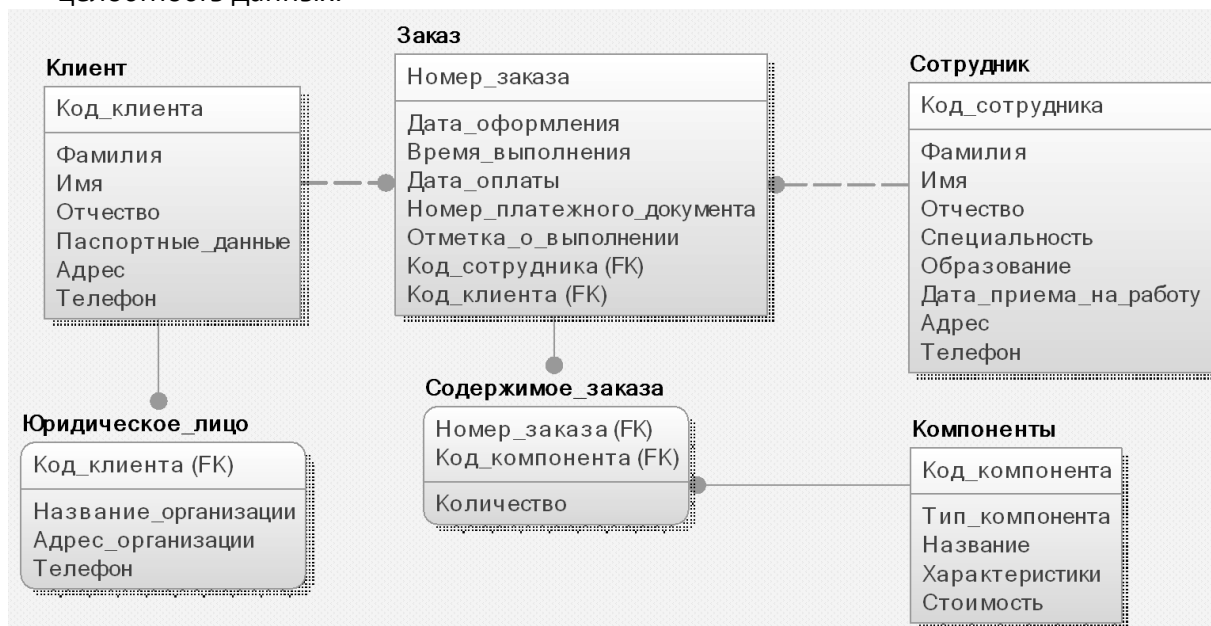 целостность данных.
Заказ
Номер_заказа
Дата_оформления
Время_выполнения
Дата_оплаты
Номер_платежного_документа
Отметка_о_выполнении
Код_сотрудника (FK)
Код_клиента (FK)
Клиент
Код_клиента
Фамилия
Имя
Отчество
Паспортные_данные
Адрес
Телефон
Сотрудник
Код_сотрудника
Фамилия
Имя
Отчество
Специальность
Образование
Дата_приема_на_работу
Адрес
Телефон
Юридическое_лицо
Код_клиента (FK)
Название_организации
Адрес_организации
Телефон
Содержимое_заказа
Номер_заказа (FK)
Код_компонента (FK)
Количество
Компоненты
Код_компонента
Тип_компонента
Название
Характеристики
Стоимость